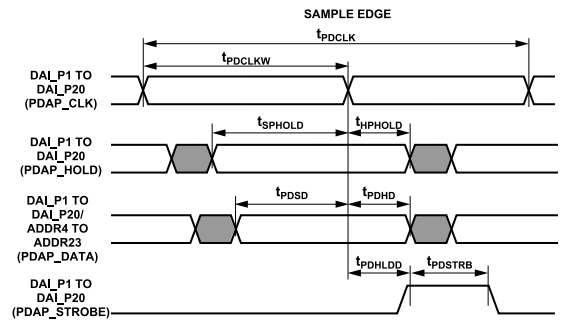 SAMPLE EDGE
tPDCLK
tPDCLKW
DAI_P1 TO
DAI_P20
(PDAP_CLK)
tSPHOLD
tHPHOLD
DAI_P1 TO
DAI_P20
(PDAP_HOLD)
tPDSD
tPDHD
DAI_P1 TO
DAI_P20/
ADDR4 TO
ADDR23
(PDAP_DATA)
tPDHLDD
tPDSTRB
DAI_P1 TO
DAI_P20
(PDAP_STROBE)